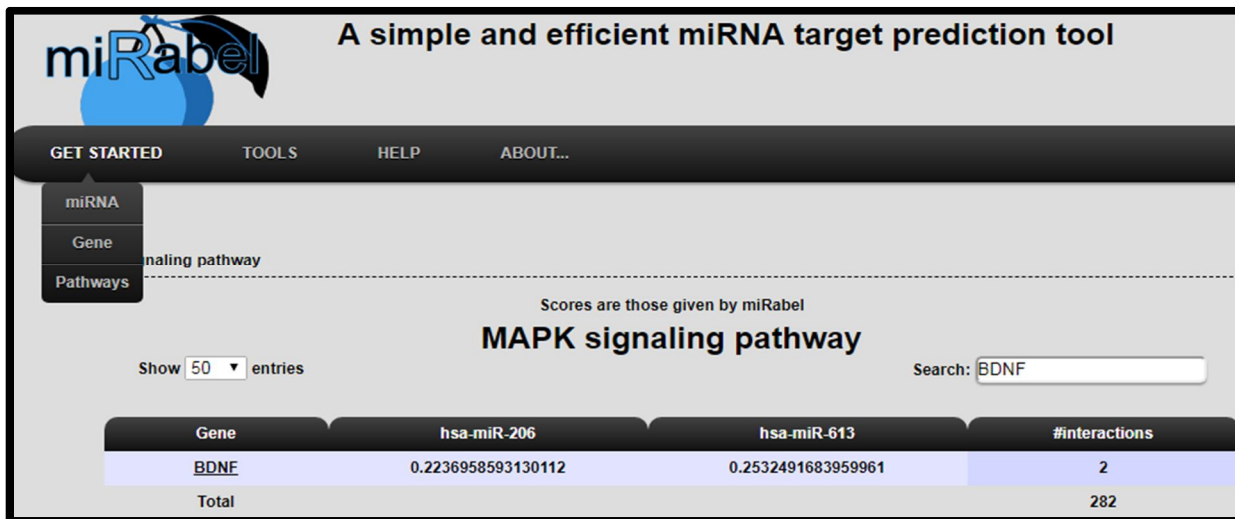 miRabel
A simple and efficient miRNA target prediction tool
GET STARTED TOOLS HELP ABOUT...
miRNA
Gene
Pathways
naling pathway
Scores are those given by miRabel
MAPK signaling pathway
Show 50 entries Search: BDNF
Gene hsa-miR-206 hsa-miR-613 #interactions
BDNF 0.2236958593130112 0.2532491683959961 2
Total 282